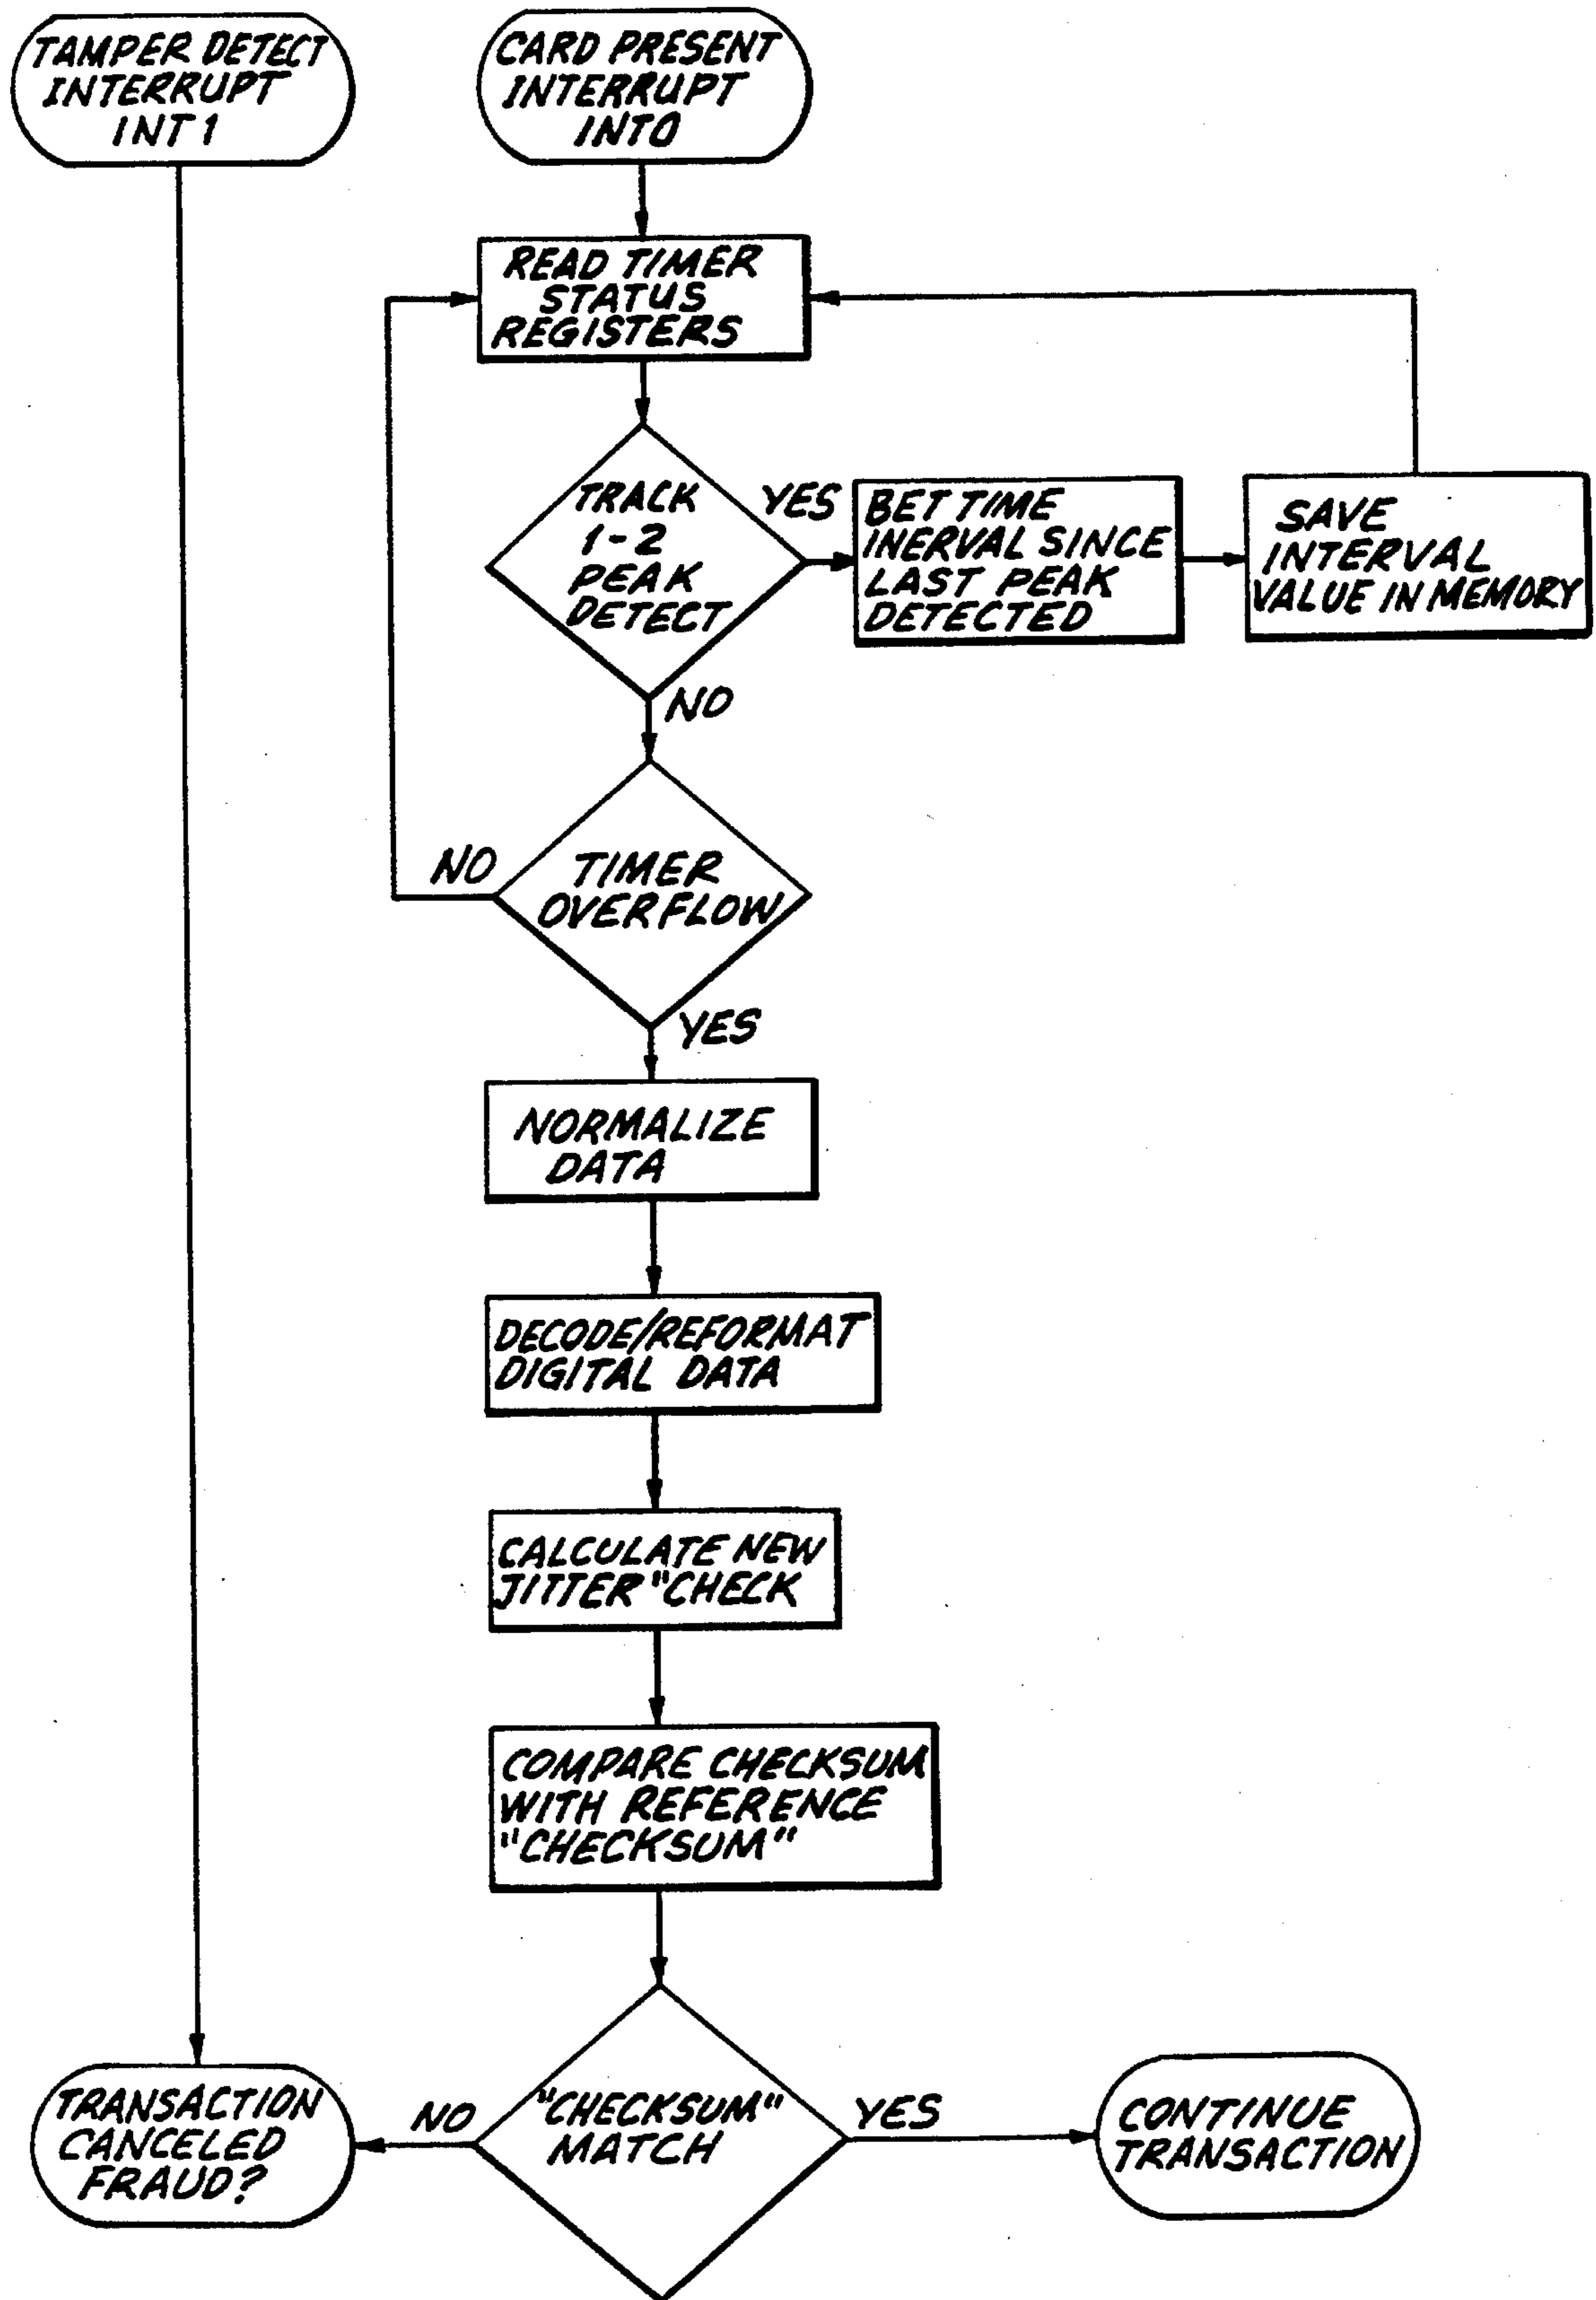 TAMPER DETECT
INTERRUPT
INT 1
CARD PRESENT
INTERRUPT
INTO
READ TIMER
STATUS
REGISTERS
TRACK
1-2
PEAK
DETECT
YES
BET TIME
INERVAL SINCE
LAST PEAK
DETECTED
SAVE
INTERVAL
VALUE IN MEMORY
NO
TIMER
OVERFLOW
NO
YES
NORMALIZE
DATA
DECODE/REFORMAT
DIGITAL DATA
CALCULATE NEW
JITTER "CHECK
COMPARE CHECKSUM
WITH REFERENCE
"CHECKSUM"
"CHECKSUM"
MATCH
NO
YES
TRANSACTION
CANCELED
FRAUD?
CONTINUE
TRANSACTION